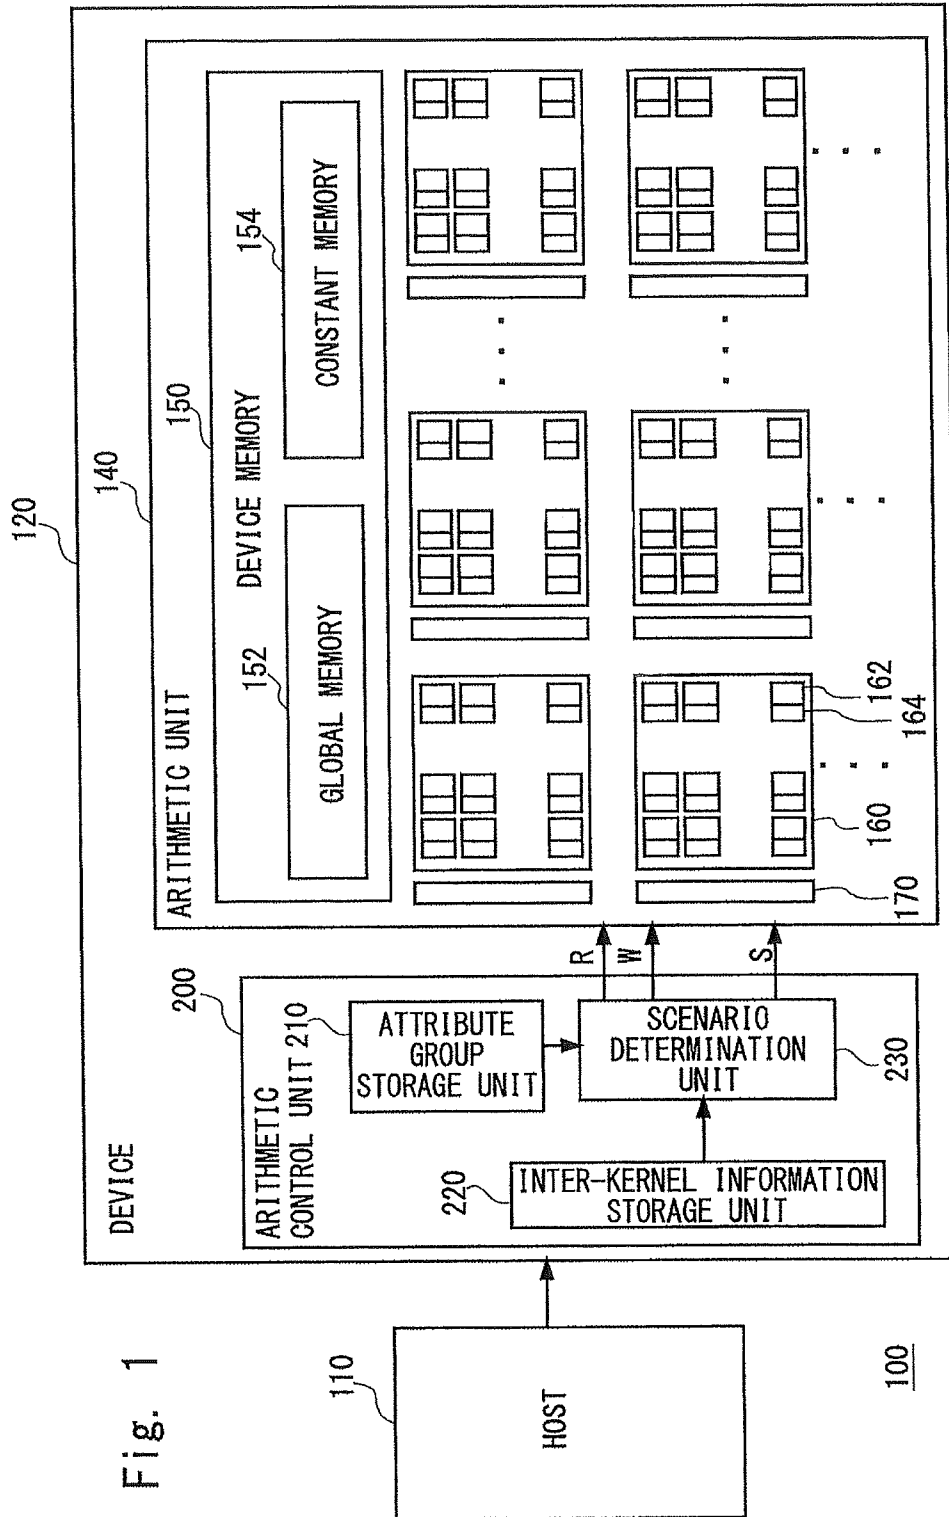 Fig. 1
100
110
HOST
120
DEVICE
200
ARITHMETIC
CONTROL UNIT
210
ATTRIBUTE
GROUP
STORAGE UNIT
220
INTER-KERNEL INFORMATION
STORAGE UNIT
SCENARIO
DETERMINATION
UNIT
230
R
W
S
140
ARITHMETIC UNIT
150
DEVICE MEMORY
152
GLOBAL MEMORY
154
CONSTANT MEMORY
170
160
164
162